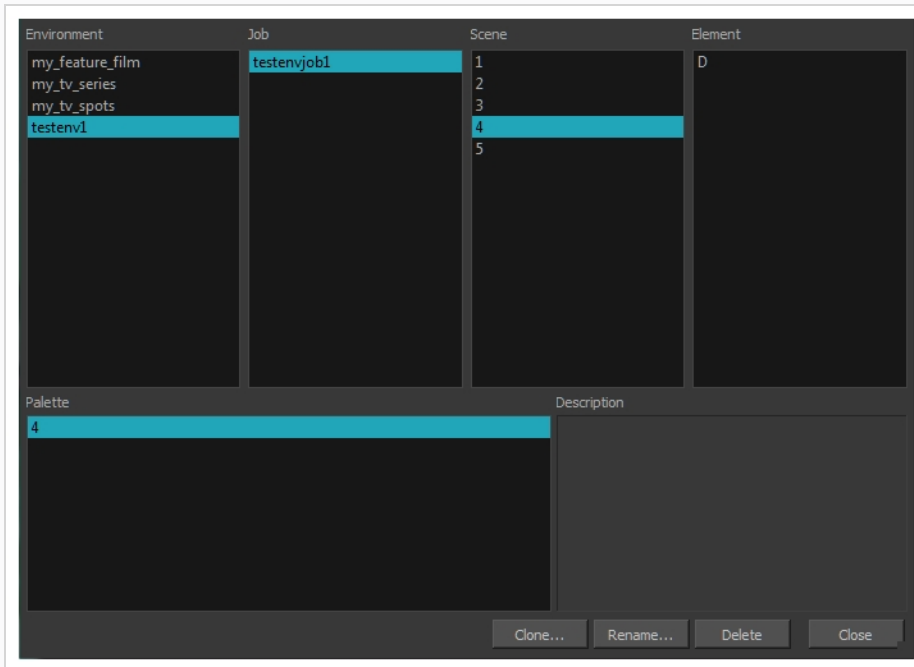 Environment Job Scene Element
my_feature_film testenvjob1 1 D
my_tv_series 2
my_tv_spots 3
testenv1 4
5
Palette Description
4
Clone... Rename... Delete Close